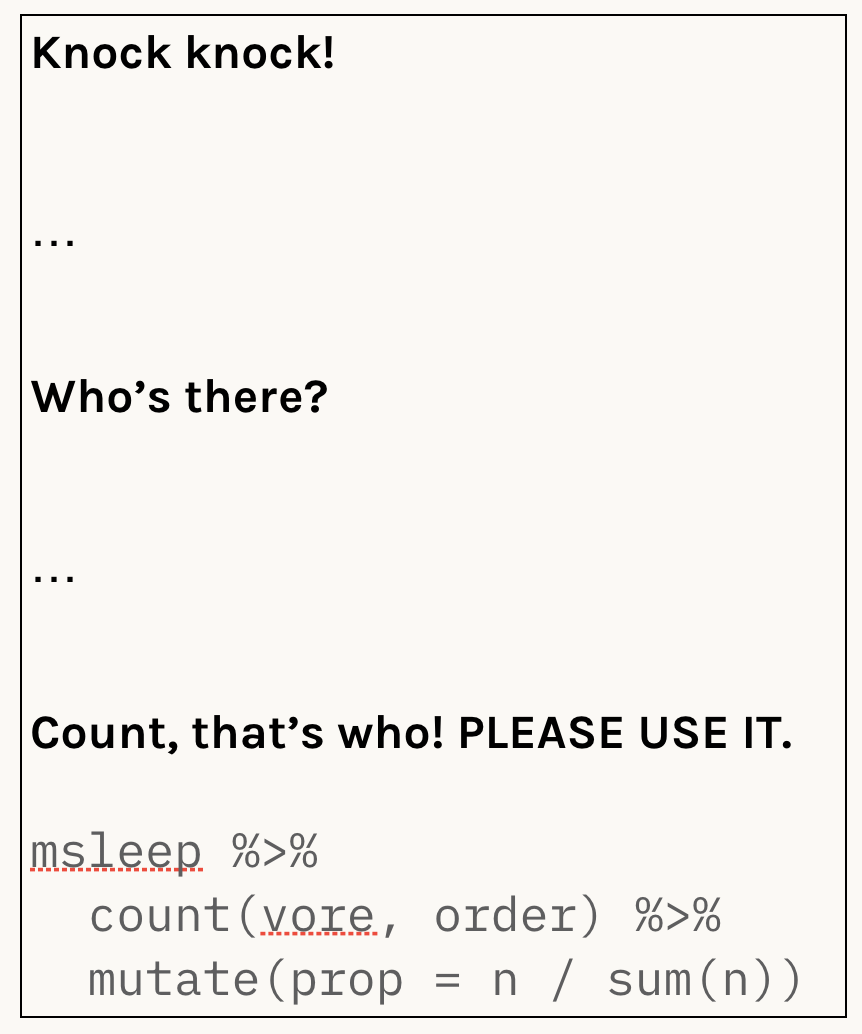 Knock knock!
...
Who’s there?
...
Count, that’s who! PLEASE USE IT.
msleep %>%
  count(vore, order) %>%
  mutate(prop = n / sum(n))